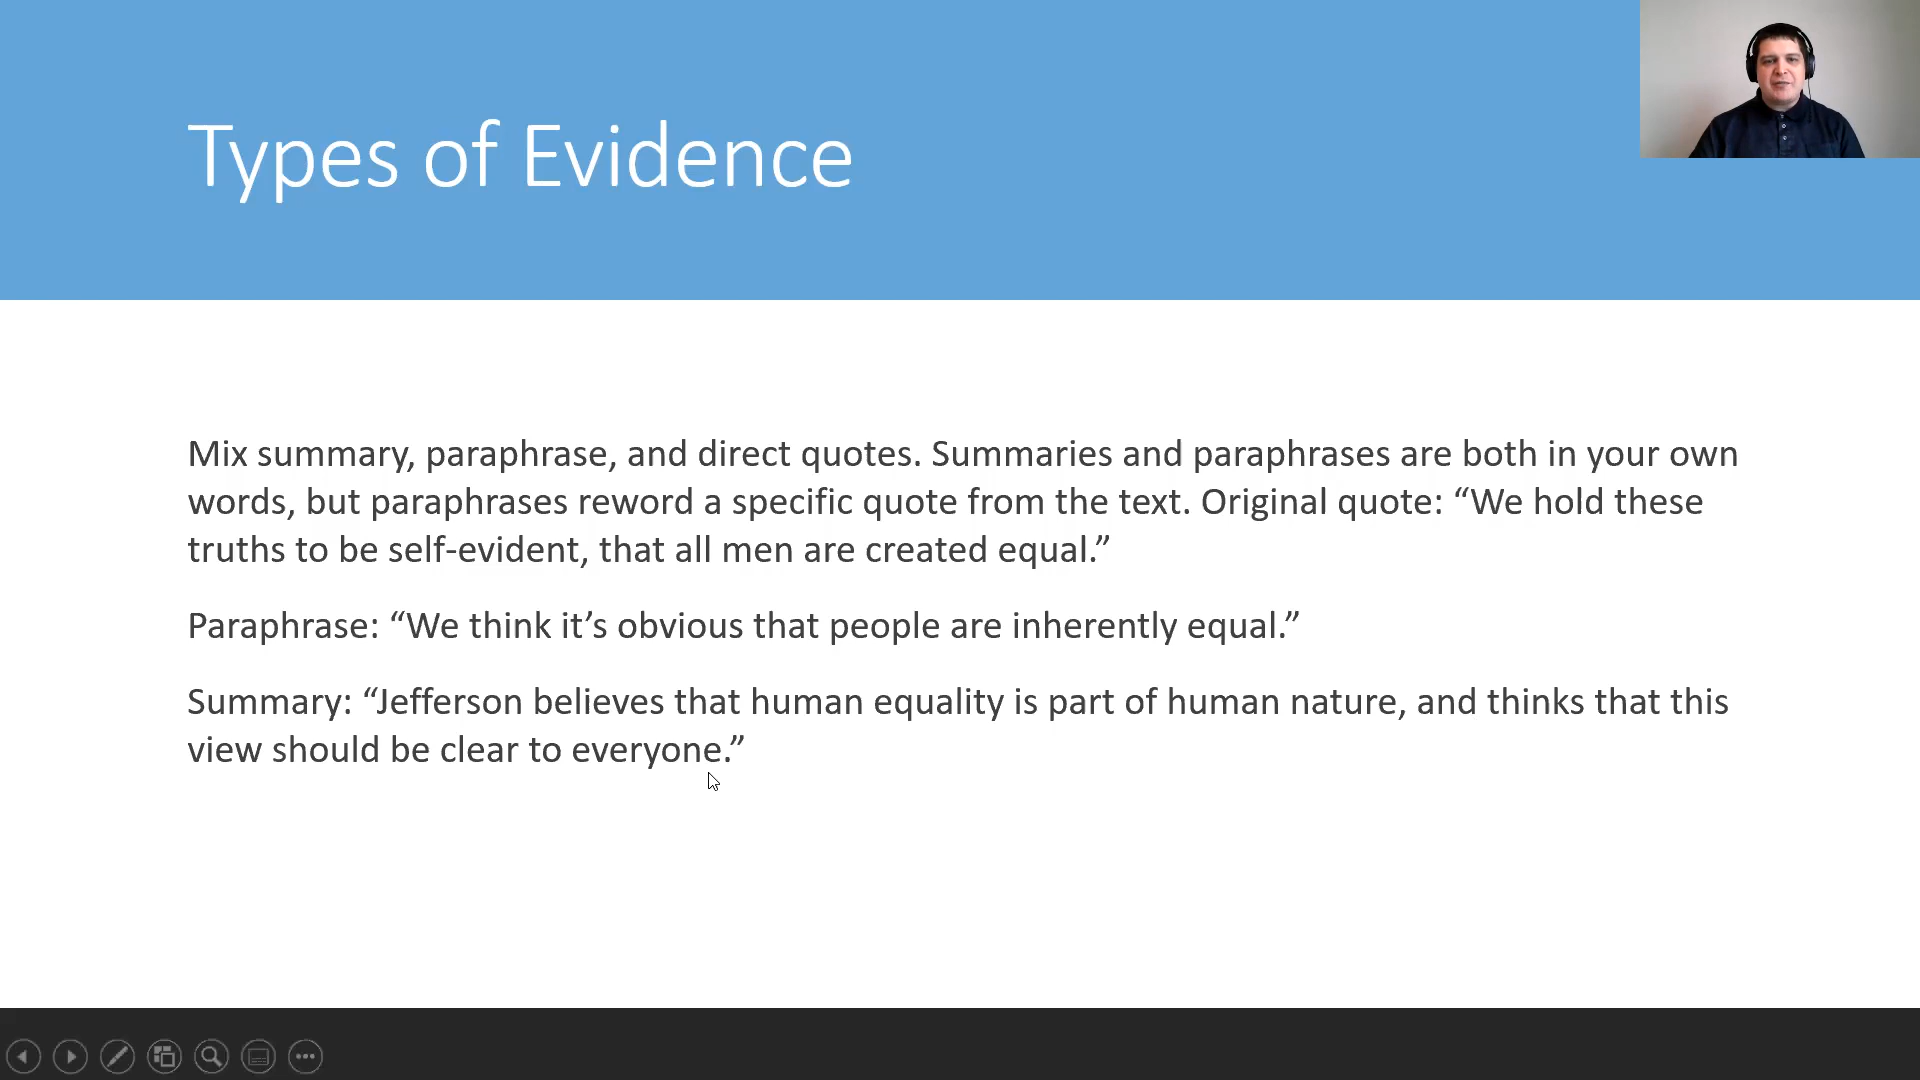 Types of Evidence
Mix summary, paraphrase, and direct quotes. Summaries and paraphrases are both in your own
words, but paraphrases reword a specific quote from the text. Original quote: “We hold these
truths to be self-evident, that all men are created equal.”
Paraphrase: “We think it’s obvious that people are inherently equal.”
Summary: “Jefferson believes that human equality is part of human nature, and thinks that this
view should be clear to everyone.”